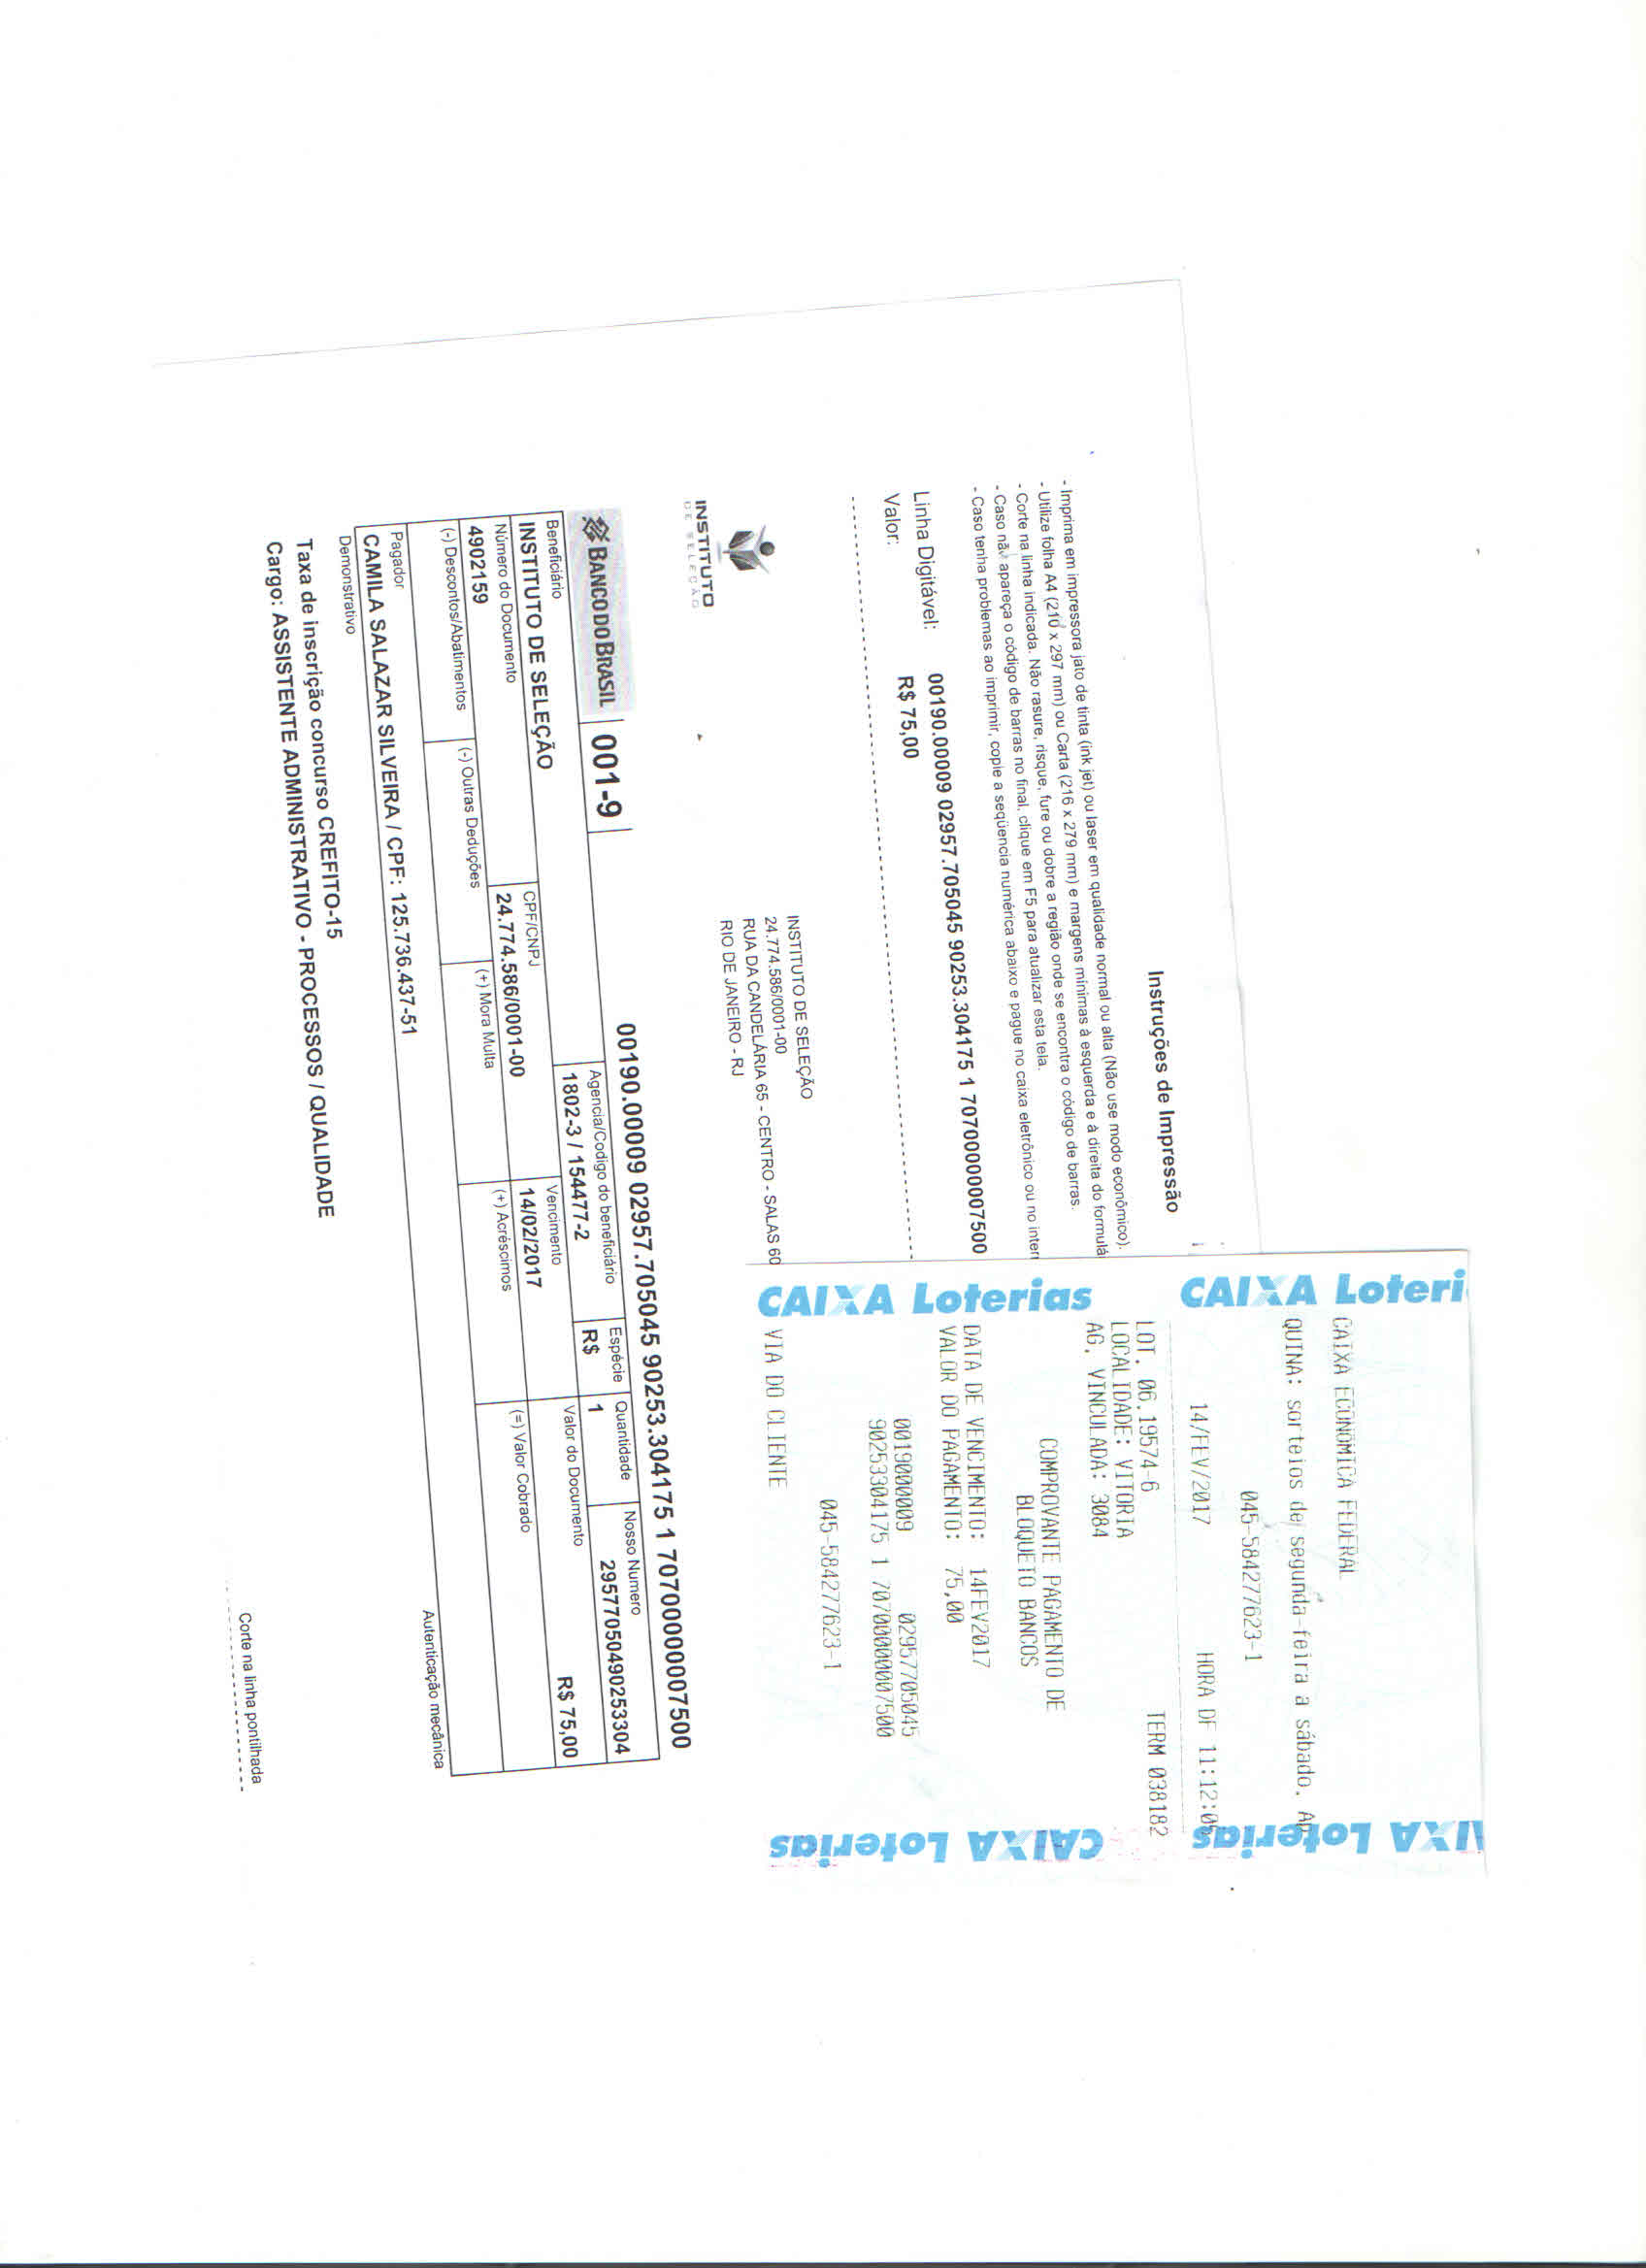 Instruções de Impressão
- Imprima em impressora jato de tinta (ink jet) ou laser em qualidade normal ou alta (Não use modo econômico).
- Utilize folha A4 (210 x 297 mm) ou Carta (216 x 279 mm) e margens mínimas à esquerda e à direita do formulá
- Corte na linha indicada. Não rasure, risque, fure ou dobre a região onde se encontra o código de barras.
- Caso não apareça o código de barras no final, clique em F5 para atualizar esta tela.
- Caso tenha problemas ao imprimir, copie a seqüencia numérica abaixo e pague no caixa eletrônico ou no inter
Linha Digitável: 00190.00009 02957.705045 90253.304175 1 70700000007500
Valor: R$ 75,00
INSTITUTO
DE SELEÇÃO
INSTITUTO DE SELEÇÃO
24.774.586/0001-00
RUA DA CANDELÁRIA 65 - CENTRO - SALAS 60
RIO DE JANEIRO - RJ
BANCO DO BRASIL 001-9 00190.00009 02957.705045 90253.304175 1 70700000007500
Beneficiário Agencia/Codigo do beneficiário Espécie Quantidade Nosso Numero
INSTITUTO DE SELEÇÃO 1802-3 / 154477-2 R$ 1 29577050490253304
Número do Documento CPF/CNPJ Vencimento Valor do Documento
4902159 24.774.586/0001-00 14/02/2017 R$ 75,00
(-) Descontos/Abatimentos (-) Outras Deduções (+) Mora Multa (+) Acréscimos (=) Valor Cobrado
Pagador
CAMILA SALAZAR SILVEIRA / CPF: 125.736.437-51
Demonstrativo Autenticação mecânica
Taxa de inscrição concurso CREFITO-15
Cargo: ASSISTENTE ADMINISTRATIVO - PROCESSOS / QUALIDADE
Corte na linha pontilhada
CAIXA Loteri
CAIXA ECONOMICA FEDERAL
QUINA: sorteios de segunda-feira a sábado. Ap
045-584277623-1
14/FEV/2017 HORA DF 11:12:06
IXA Loterias
LOT. 06.19574-6 TERM 038182
LOCALIDADE: VITORIA
AG. VINCULADA: 3084
COMPROVANTE PAGAMENTO DE
BLOQUETO BANCOS
DATA DE VENCIMENTO: 14FEV2017
VALOR DO PAGAMENTO: 75,00
0019000009 02957705045
90253304175 1 70700000007500
045-584277623-1
VIA DO CLIENTE
CAIXA Loterias
CAIXA Loterias